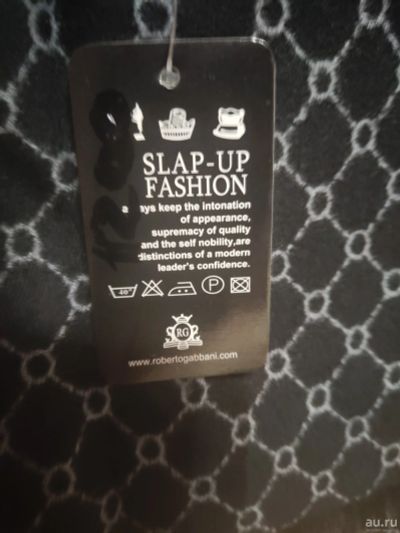 SLAP-UP
FASHION
ays keep the intonation
of appearance,
supremacy of quality
and the self nobility,are
distinctions of a modern
leader's confidence.
40°
P
RG
www.robertogabbani.com
au.ru